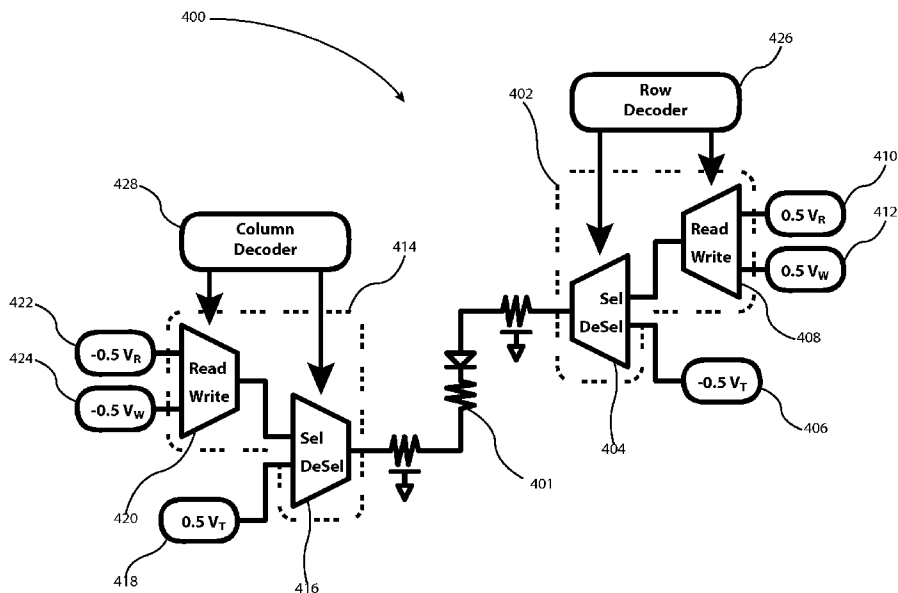 400
426
Row
Decoder
402
410
0.5 VR
412
0.5 VW
Read
Write
408
428
Column
Decoder
414
Sel
DeSel
404
-0.5 VT
406
422
-0.5 VR
424
-0.5 VW
Read
Write
420
Sel
DeSel
416
401
0.5 VT
418